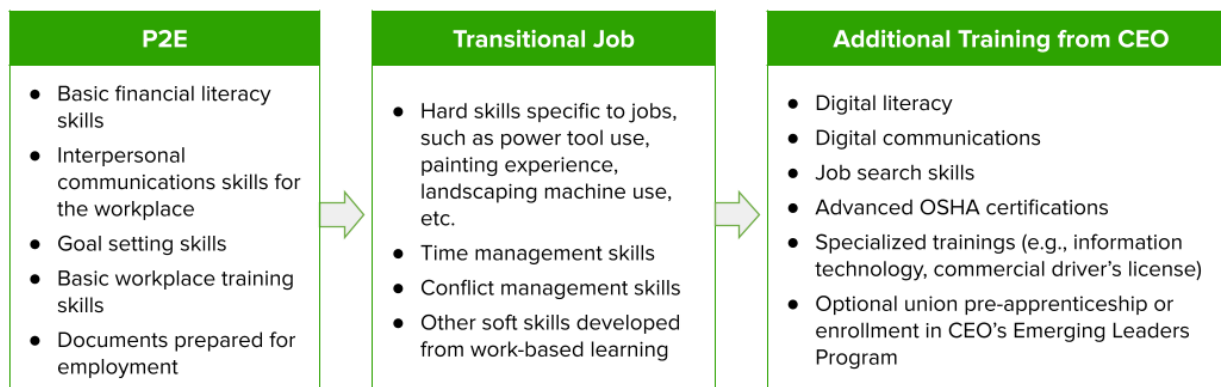 P2E
● Basic financial literacy
skills
● Interpersonal
communications skills for
the workplace
● Goal setting skills
● Basic workplace training
skills
● Documents prepared for
employment
Transitional Job
● Hard skills specific to jobs,
such as power tool use,
painting experience,
landscaping machine use,
etc.
● Time management skills
● Conflict management skills
● Other soft skills developed
from work-based learning
Additional Training from CEO
● Digital literacy
● Digital communications
● Job search skills
● Advanced OSHA certifications
● Specialized trainings (e.g., information
technology, commercial driver’s license)
● Optional union pre-apprenticeship or
enrollment in CEO’s Emerging Leaders
Program